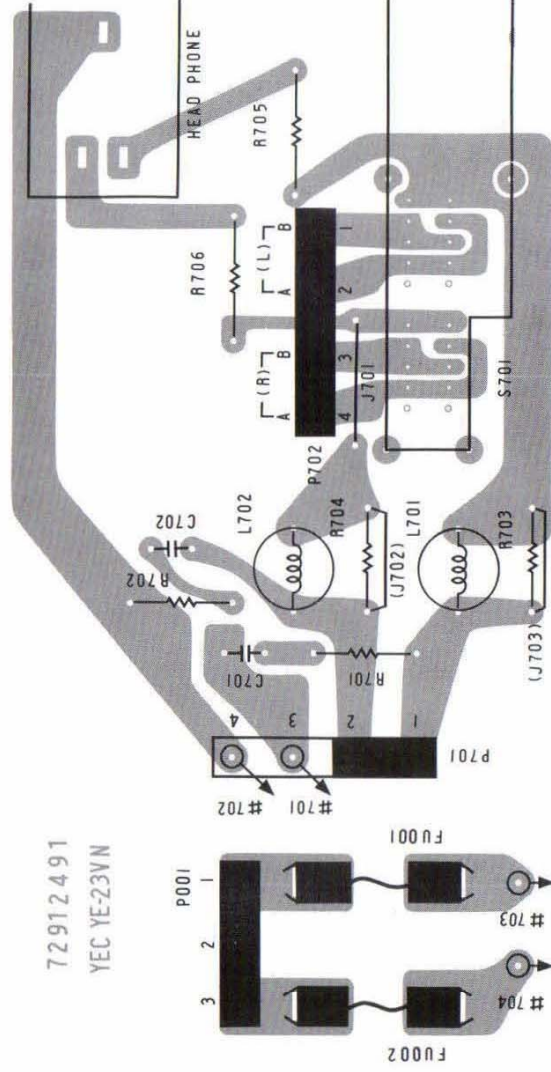 72912491
YEC YE-23VN
P001
1
2
3
FU001
FU002
#703
#704
HEAD PHONE
R705
R706
(L)
A
B
(R)
A
B
1
2
3
4
P702
J701
S701
C702
R702
L702
R704
(J702)
L701
R703
(J703)
C701
R701
4
3
2
1
P701
#702
#701